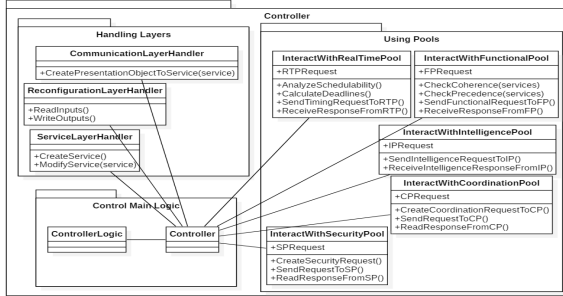 Controller
Handling Layers
CommunicationLayerHandler
+CreatePresentationObjectToService(service)
ReconfigurationLayerHandler
+ReadInputs()
+WriteOutputs()
ServiceLayerHandler
+CreateService()
+ModifyService(service)
Control Main Logic
ControllerLogic
Controller
Using Pools
InteractWithRealTimePool
+RTPRequest
+AnalyzeSchedulability()
+CalculateDeadlines()
+SendTimingRequestToRTP()
+ReceiveResponseFromRTP()
InteractWithFunctionalPool
+FPRequest
+CheckCoherence(services)
+CheckPrecedence(services)
+SendFunctionalRequestToFP()
+ReceiveResponseFromFP()
InteractWithIntelligencePool
+IPRequest
+SendIntelligenceRequestToIP()
+ReceiveIntelligenceResponseFromIP()
InteractWithCoordinationPool
+CPRequest
+CreateCoordinationRequestToCP()
+SendRequestToCP()
+ReadResponseFromCP()
InteractWithSecurityPool
+SPRequest
+CreateSecurityRequest()
+SendRequestToSP()
+ReadResponseFromSP()